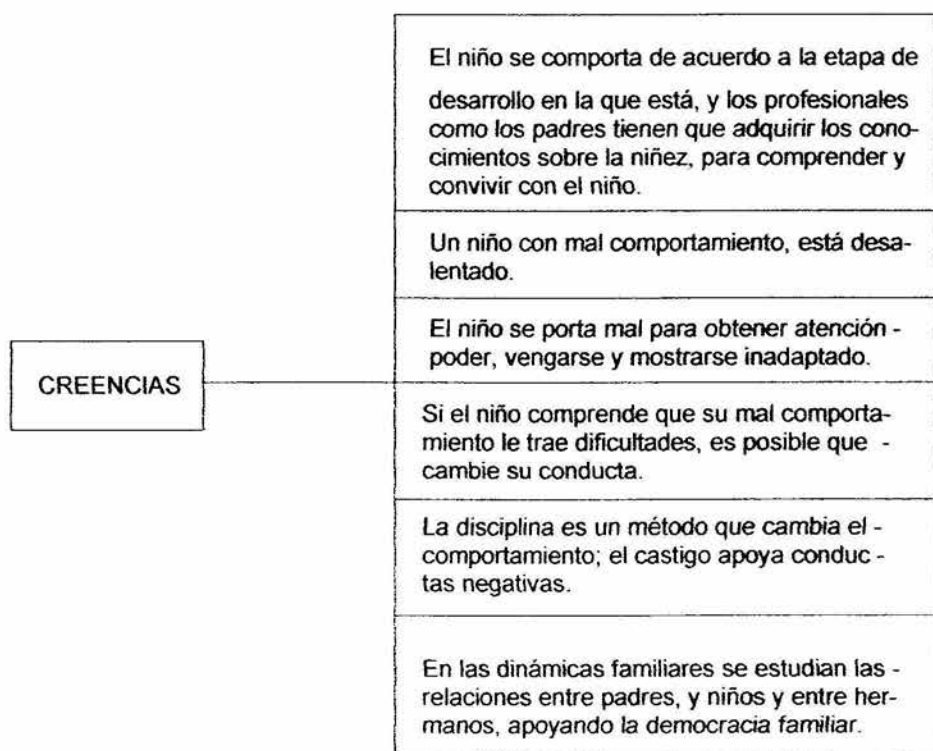 El niño se comporta de acuerdo a la etapa de
desarrollo en la que está, y los profesionales
como los padres tienen que adquirir los cono-
cimientos sobre la niñez, para comprender y
convivir con el niño.
Un niño con mal comportamiento, está desa-
lentado.
El niño se porta mal para obtener atención -
poder, vengarse y mostrarse inadaptado.
CREENCIAS
Si el niño comprende que su mal comporta-
miento le trae dificultades, es posible que -
cambie su conducta.
La disciplina es un método que cambia el -
comportamiento; el castigo apoya conduc -
tas negativas.
En las dinámicas familiares se estudian las -
relaciones entre padres, y niños y entre her-
manos, apoyando la democracia familiar.